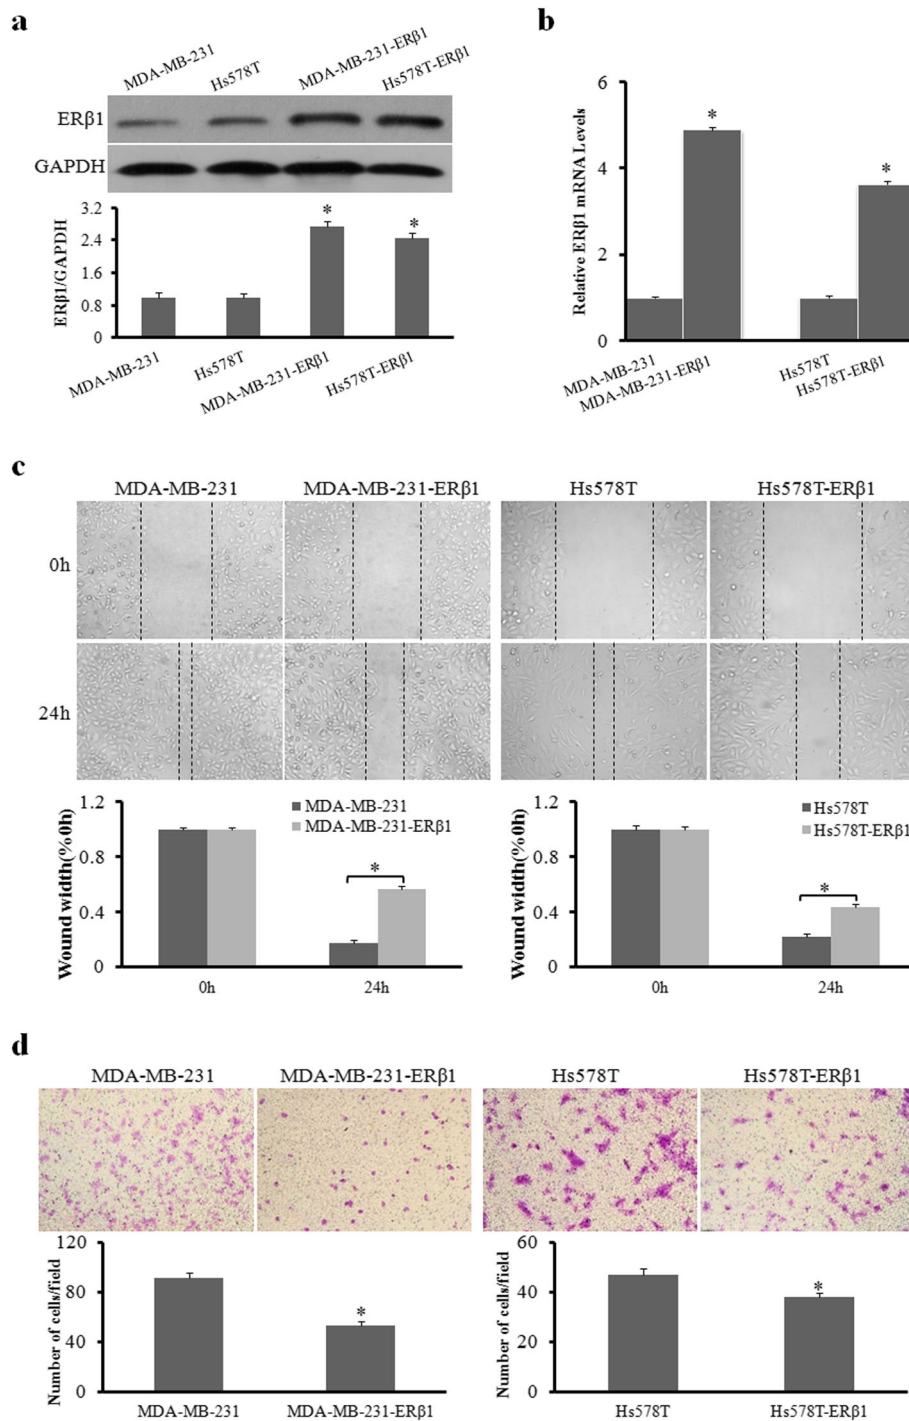 a
MDA-MB-231
Hs578T
MDA-MB-231-ERβ1
Hs578T-ERβ1
ERβ1
GAPDH
ERβ1/GAPDH
3.2
2.4
1.6
0.8
0
*
*
MDA-MB-231
Hs578T
MDA-MB-231-ERβ1
Hs578T-ERβ1
b
Relative ERβ1 mRNA Levels
6
4
2
0
*
*
MDA-MB-231
MDA-MB-231-ERβ1
Hs578T
Hs578T-ERβ1
c
MDA-MB-231 MDA-MB-231-ERβ1 Hs578T Hs578T-ERβ1
0h
24h
Wound width(%0h)
1.2
0.8
0.4
0
MDA-MB-231
MDA-MB-231-ERβ1
*
0h 24h
Wound width(%0h)
1.2
0.8
0.4
0
Hs578T
Hs578T-ERβ1
*
0h 24h
d
MDA-MB-231 MDA-MB-231-ERβ1 Hs578T Hs578T-ERβ1
Number of cells/field
120
80
40
0
*
MDA-MB-231 MDA-MB-231-ERβ1
Number of cells/field
60
40
20
0
*
Hs578T Hs578T-ERβ1